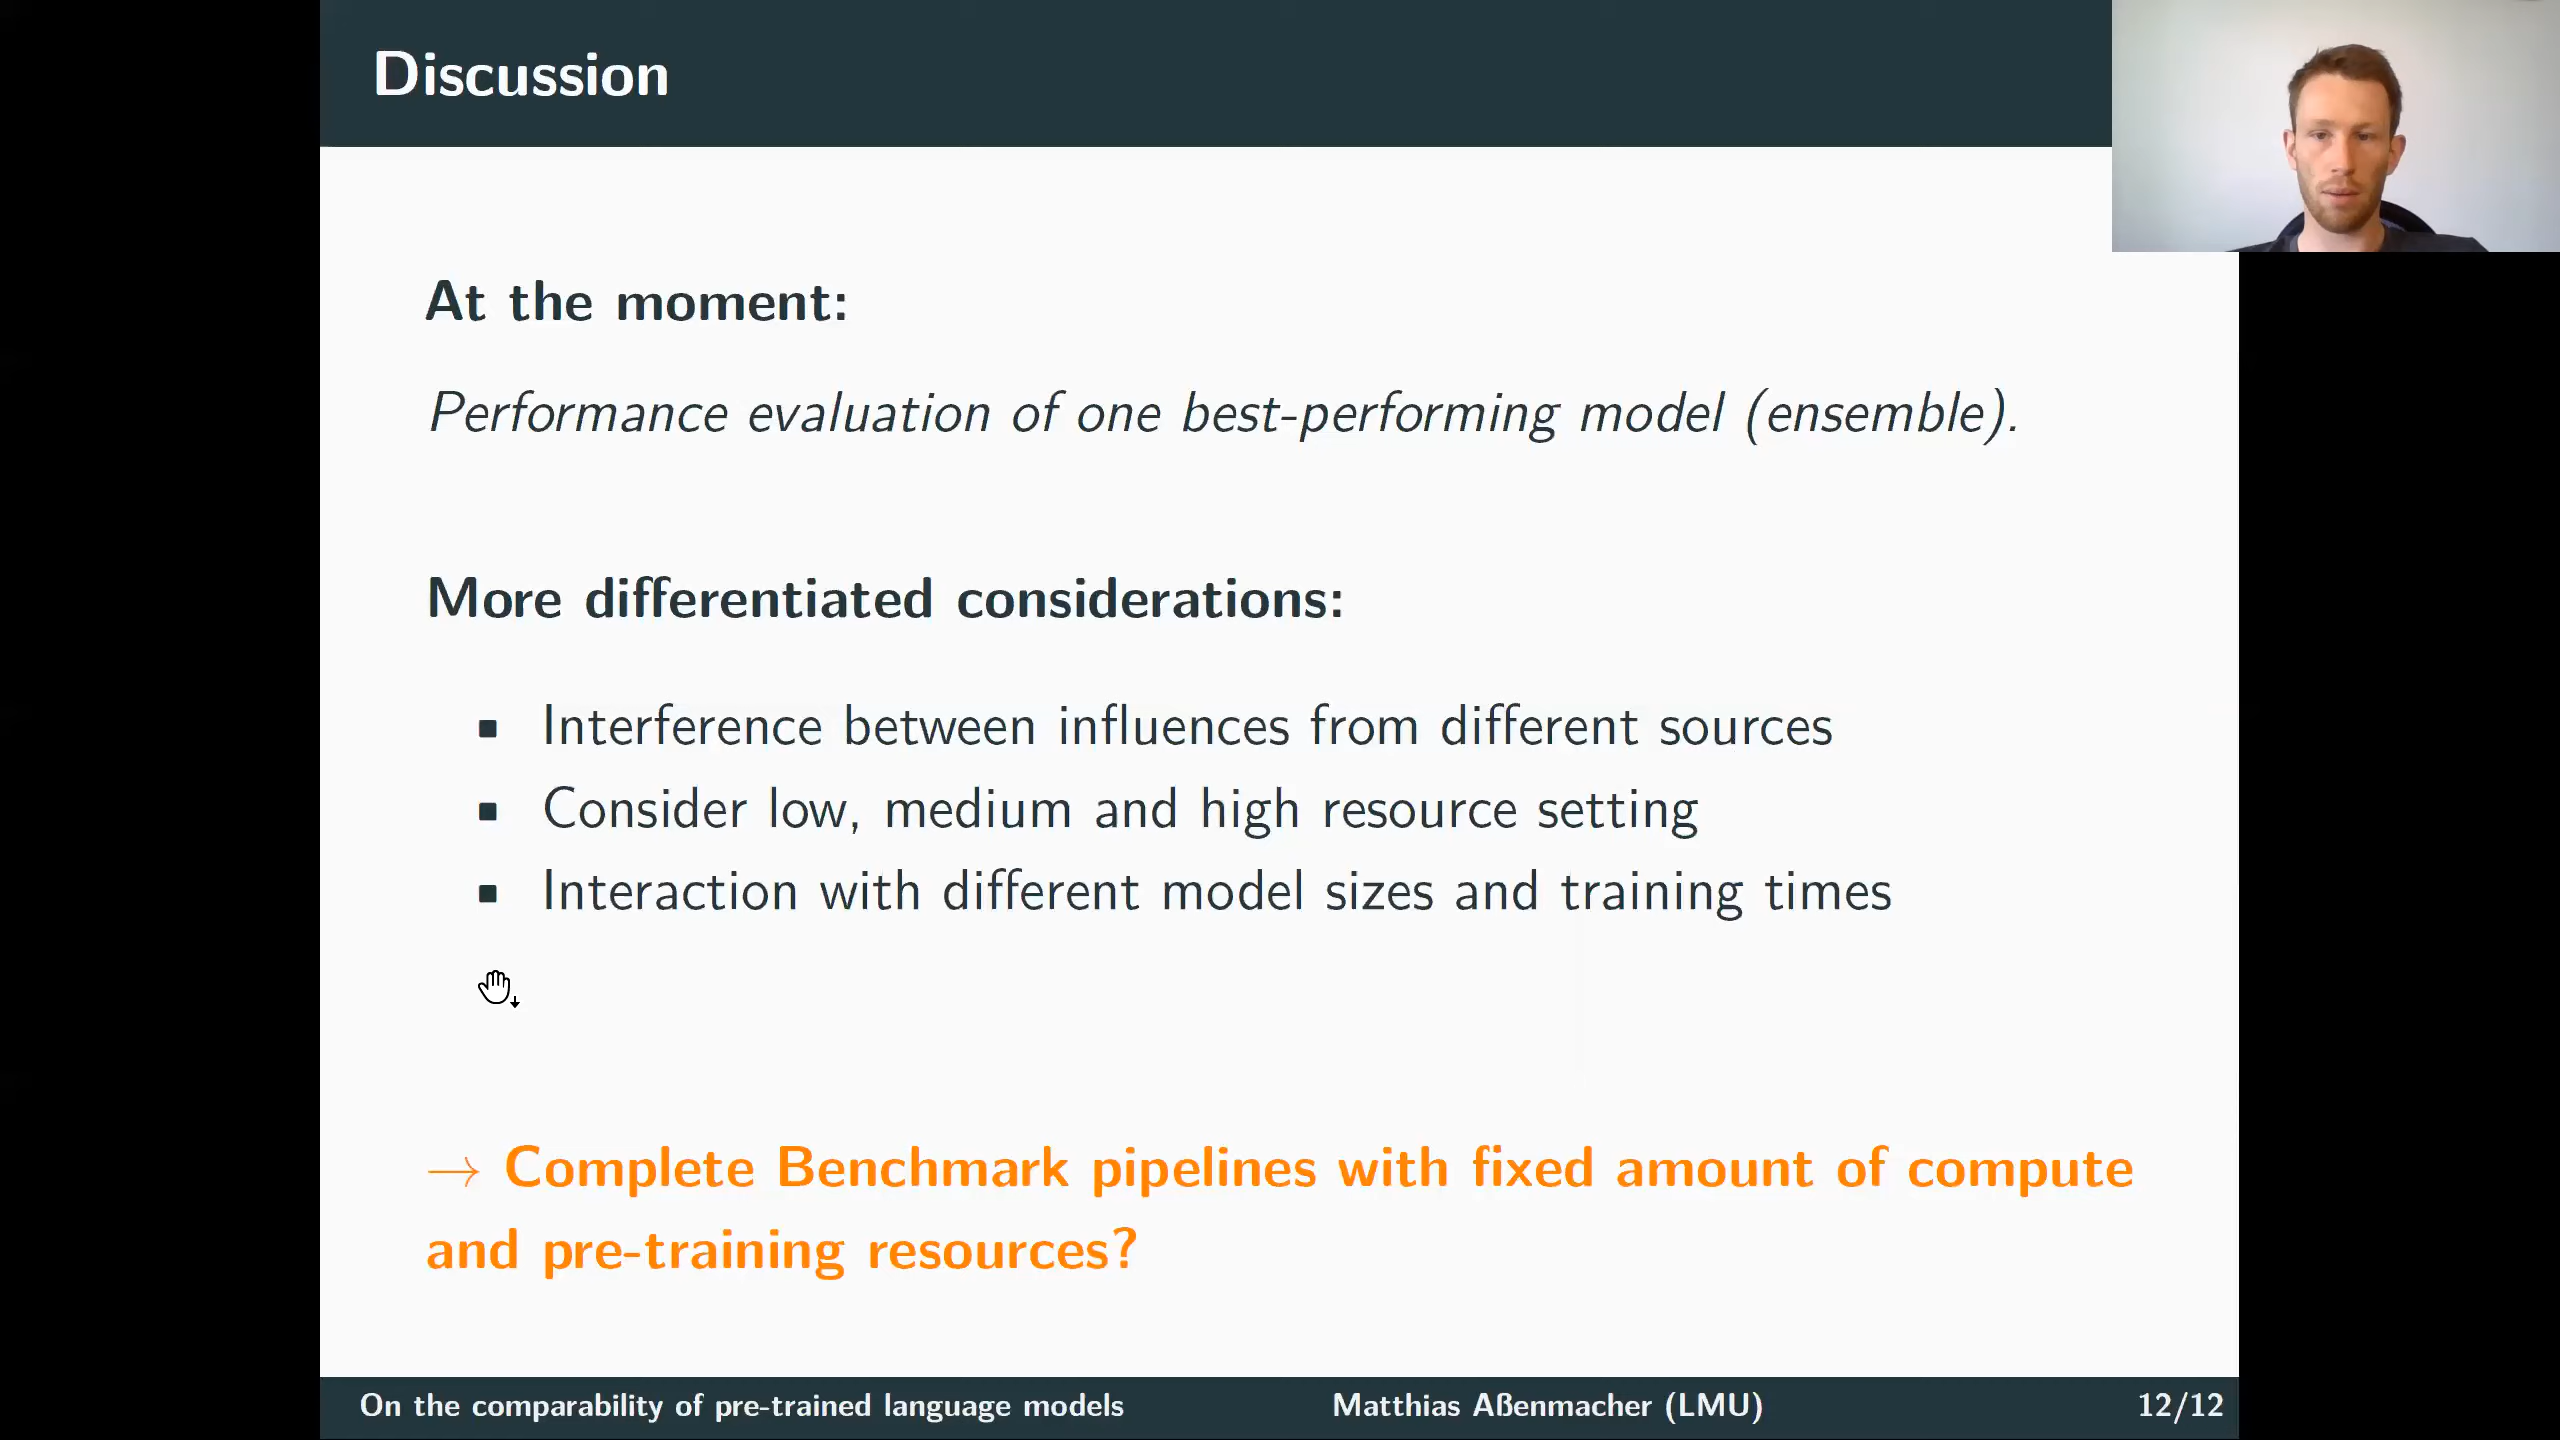 Discussion
At the moment:
Performance evaluation of one best-performing model (ensemble).
More differentiated considerations:
▪ Interference between influences from different sources
▪ Consider low, medium and high resource setting
▪ Interaction with different model sizes and training times
→ Complete Benchmark pipelines with fixed amount of compute
and pre-training resources?
On the comparability of pre-trained language models Matthias Aßenmacher (LMU) 12/12